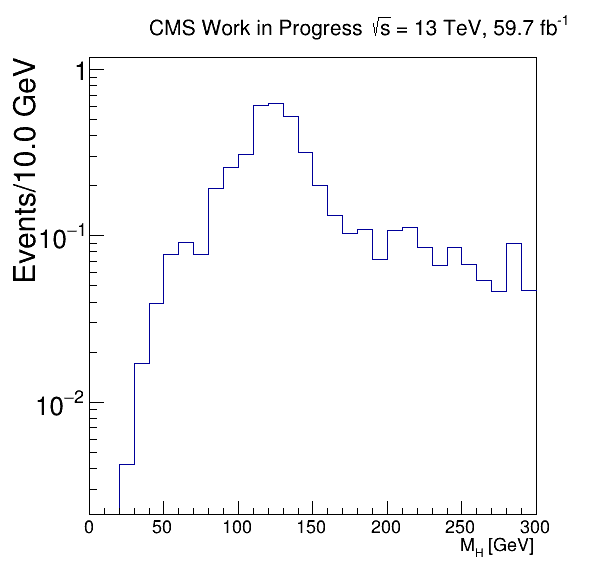 CMS Work in Progress √s = 13 TeV, 59.7 fb⁻¹
Events/10.0 GeV
1
10⁻¹
10⁻²
0 50 100 150 200 250 300
M_H [GeV]